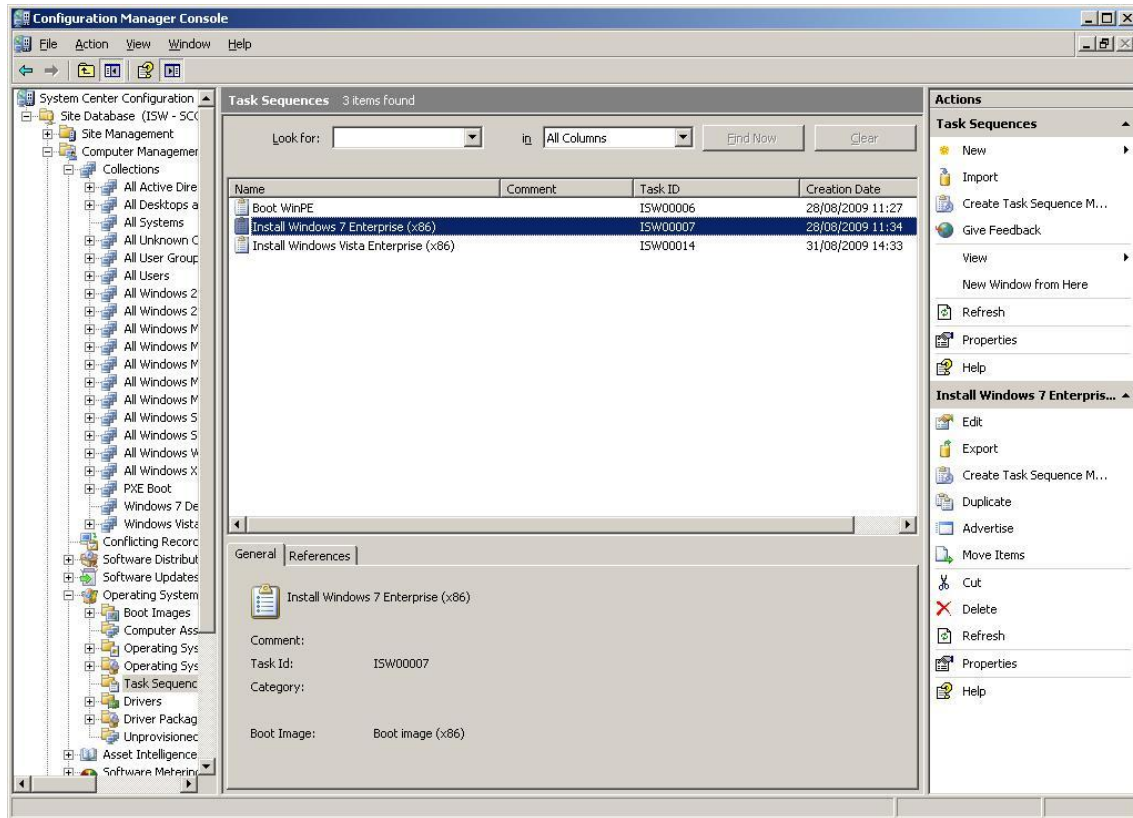 Configuration Manager Console
File Action View Window Help
System Center Configuration
Site Database (ISW - SC
Site Management
Computer Managemer
Collections
All Active Dire
All Desktops a
All Systems
All Unknown C
All User Group
All Users
All Windows 2
All Windows 2
All Windows M
All Windows M
All Windows M
All Windows M
All Windows M
All Windows S
All Windows S
All Windows W
All Windows X
PXE Boot
Windows 7 De
Windows Vista
Conflicting Record
Software Distribut
Software Updates
Operating System
Boot Images
Computer Ass
Operating Sys
Operating Sys
Task Sequenc
Drivers
Driver Packag
Unprovisioned
Asset Intelligence
Software Metering
Task Sequences 3 items found
Look for: in All Columns Find Now Clear
Name Comment Task ID Creation Date
Boot WinPE ISW00006 28/08/2009 11:27
Install Windows 7 Enterprise (x86) ISW00007 28/08/2009 11:34
Install Windows Vista Enterprise (x86) ISW00014 31/08/2009 14:33
General References
Install Windows 7 Enterprise (x86)
Comment:
Task Id: ISW00007
Category:
Boot Image: Boot image (x86)
Actions
Task Sequences
New
Import
Create Task Sequence M...
Give Feedback
View
New Window from Here
Refresh
Properties
Help
Install Windows 7 Enterpris...
Edit
Export
Create Task Sequence M...
Duplicate
Advertise
Move Items
Cut
Delete
Refresh
Properties
Help